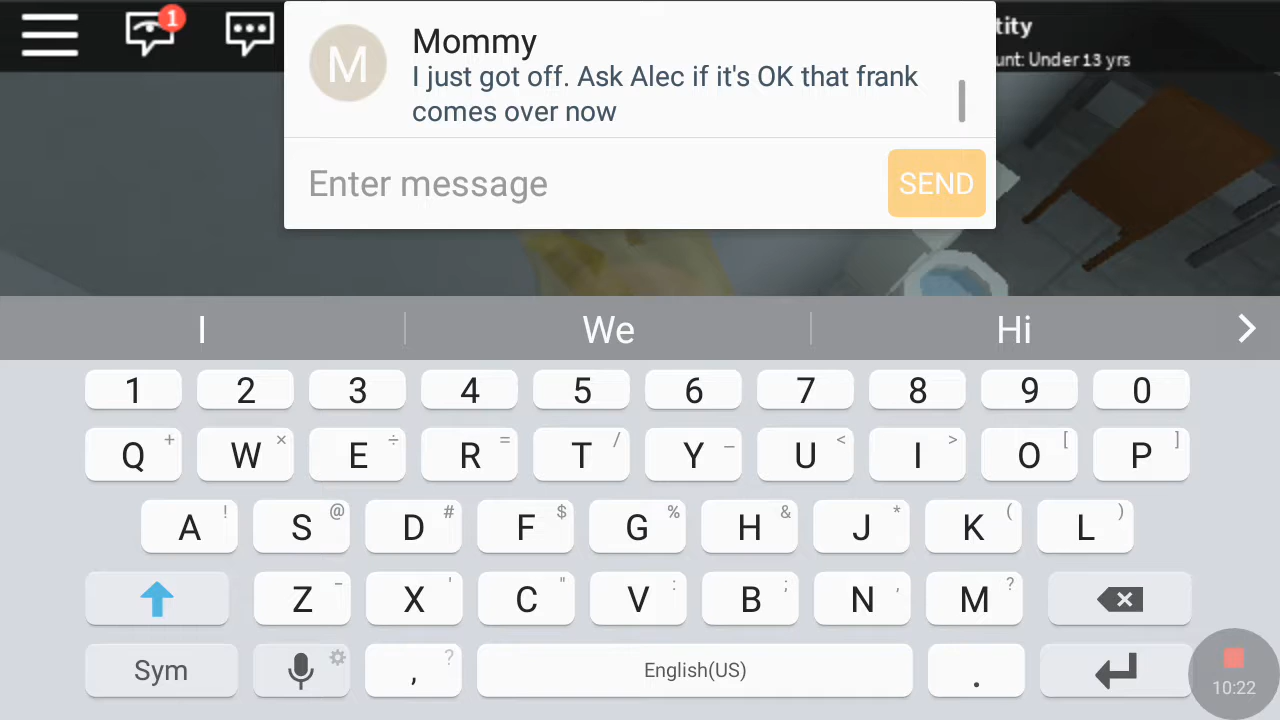 1
tity
unt: Under 13 yrs
M
Mommy
I just got off. Ask Alec if it's OK that frank
comes over now
Enter message
SEND
I We Hi
1 2 3 4 5 6 7 8 9 0
Q + W × E ÷ R = T / Y _ U < I > O [ P ]
A ! S @ D # F $ G % H & J * K ( L )
Z - X ' C " V : B ; N , M ?
Sym , ? English(US) .
10:22